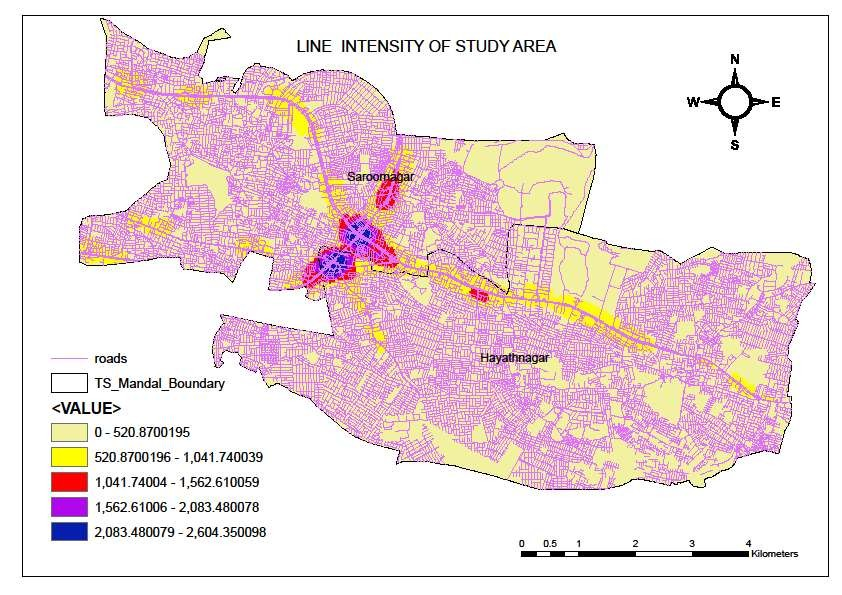 LINE INTENSITY OF STUDY AREA
N
W E
S
Saroornagar
Hayathnagar
roads
TS_Mandal_Boundary
<VALUE>
0 - 520.8700195
520.8700196 - 1,041.740039
1,041.74004 - 1,562.610059
1,562.61006 - 2,083.480078
2,083.480079 - 2,604.350098
0 0.5 1 2 3 4
Kilometers